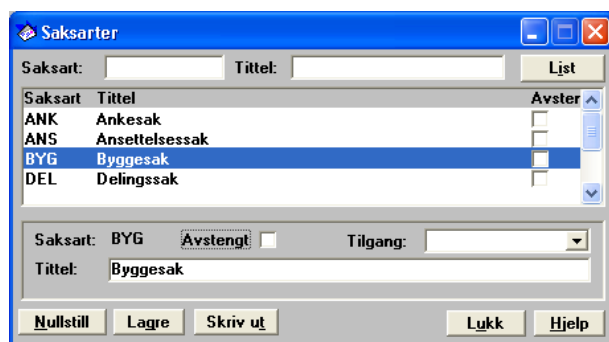 Saksarter
Saksart: Tittel: List
Saksart Tittel Avster
ANK Ankesak
ANS Ansettelsessak
BYG Byggesak
DEL Delingssak
Saksart: BYG Avstengt Tilgang:
Tittel: Byggesak
Nullstill Lagre Skriv ut Lukk Hjelp